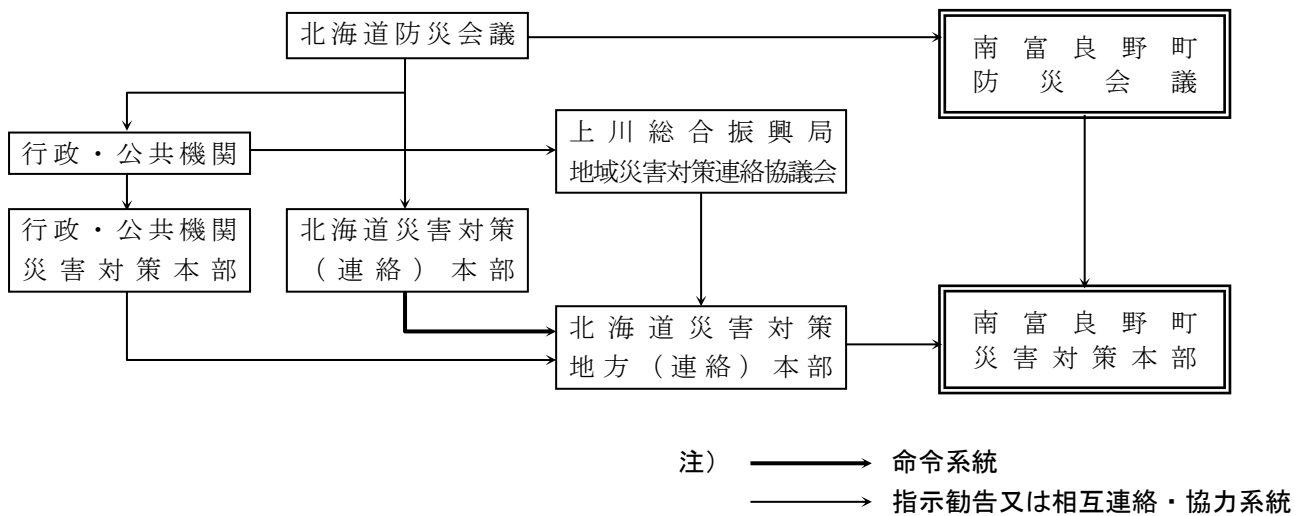 北海道防災会議
南富良野町
防災会議
行政・公共機関
上川総合振興局
地域災害対策連絡協議会
行政・公共機関
災害対策本部
北海道災害対策
（連絡）本部
北海道災害対策
地方（連絡）本部
南富良野町
災害対策本部
注） 命令系統
指示勧告又は相互連絡・協力系統